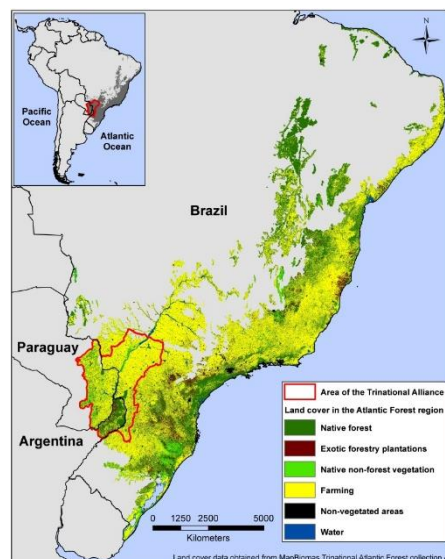 N
Pacific
Ocean
Atlantic
Ocean
Brazil
Paraguay
Argentina
Area of the Trinational Alliance
Land cover in the Atlantic Forest region
Native forest
Exotic forestry plantations
Native non-forest vegetation
Farming
Non-vegetated areas
Water
0 1250 2500 5000
Kilometers
Land cover data obtained from MapBiomas Trinational Atlantic Forest collection